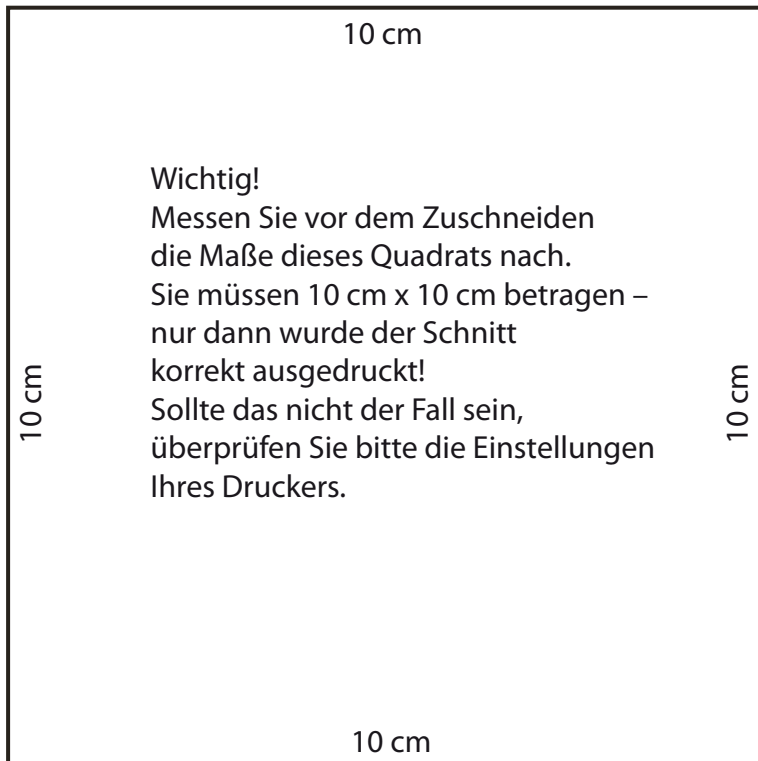 10 cm
Wichtig!
Messen Sie vor dem Zuschneiden
die Maße dieses Quadrats nach.
Sie müssen 10 cm x 10 cm betragen –
nur dann wurde der Schnitt
korrekt ausgedruckt!
Sollte das nicht der Fall sein,
überprüfen Sie bitte die Einstellungen
Ihres Druckers.
10 cm
10 cm
10 cm